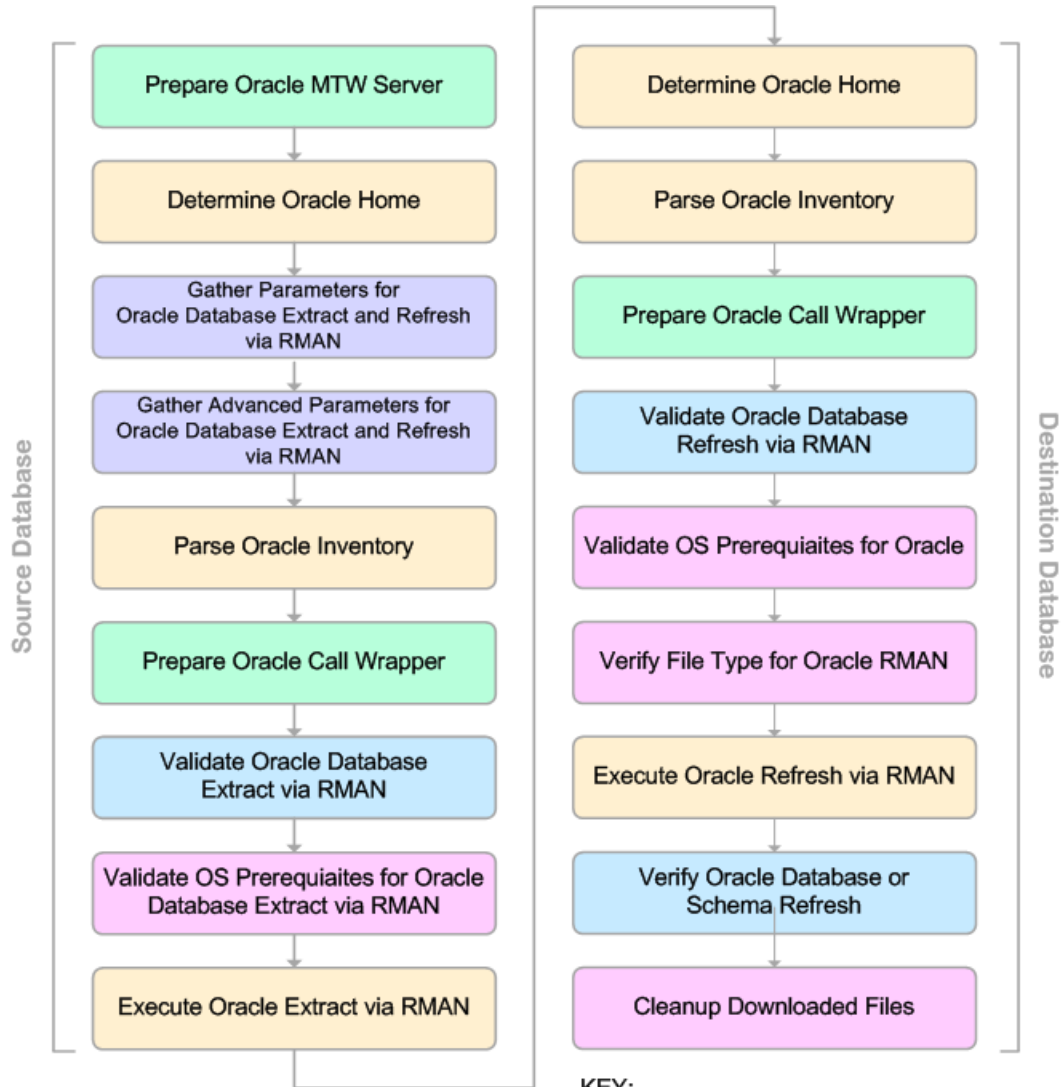 Source Database
Prepare Oracle MTW Server
Determine Oracle Home
Gather Parameters for
Oracle Database Extract and Refresh
via RMAN
Gather Advanced Parameters for
Oracle Database Extract and Refresh
via RMAN
Parse Oracle Inventory
Prepare Oracle Call Wrapper
Validate Oracle Database
Extract via RMAN
Validate OS Prerequiaites for Oracle
Database Extract via RMAN
Execute Oracle Extract via RMAN
Determine Oracle Home
Parse Oracle Inventory
Prepare Oracle Call Wrapper
Validate Oracle Database
Refresh via RMAN
Validate OS Prerequiaites for Oracle
Verify File Type for Oracle RMAN
Execute Oracle Refresh via RMAN
Verify Oracle Database or
Schema Refresh
Cleanup Downloaded Files
Destination Database
KEY: